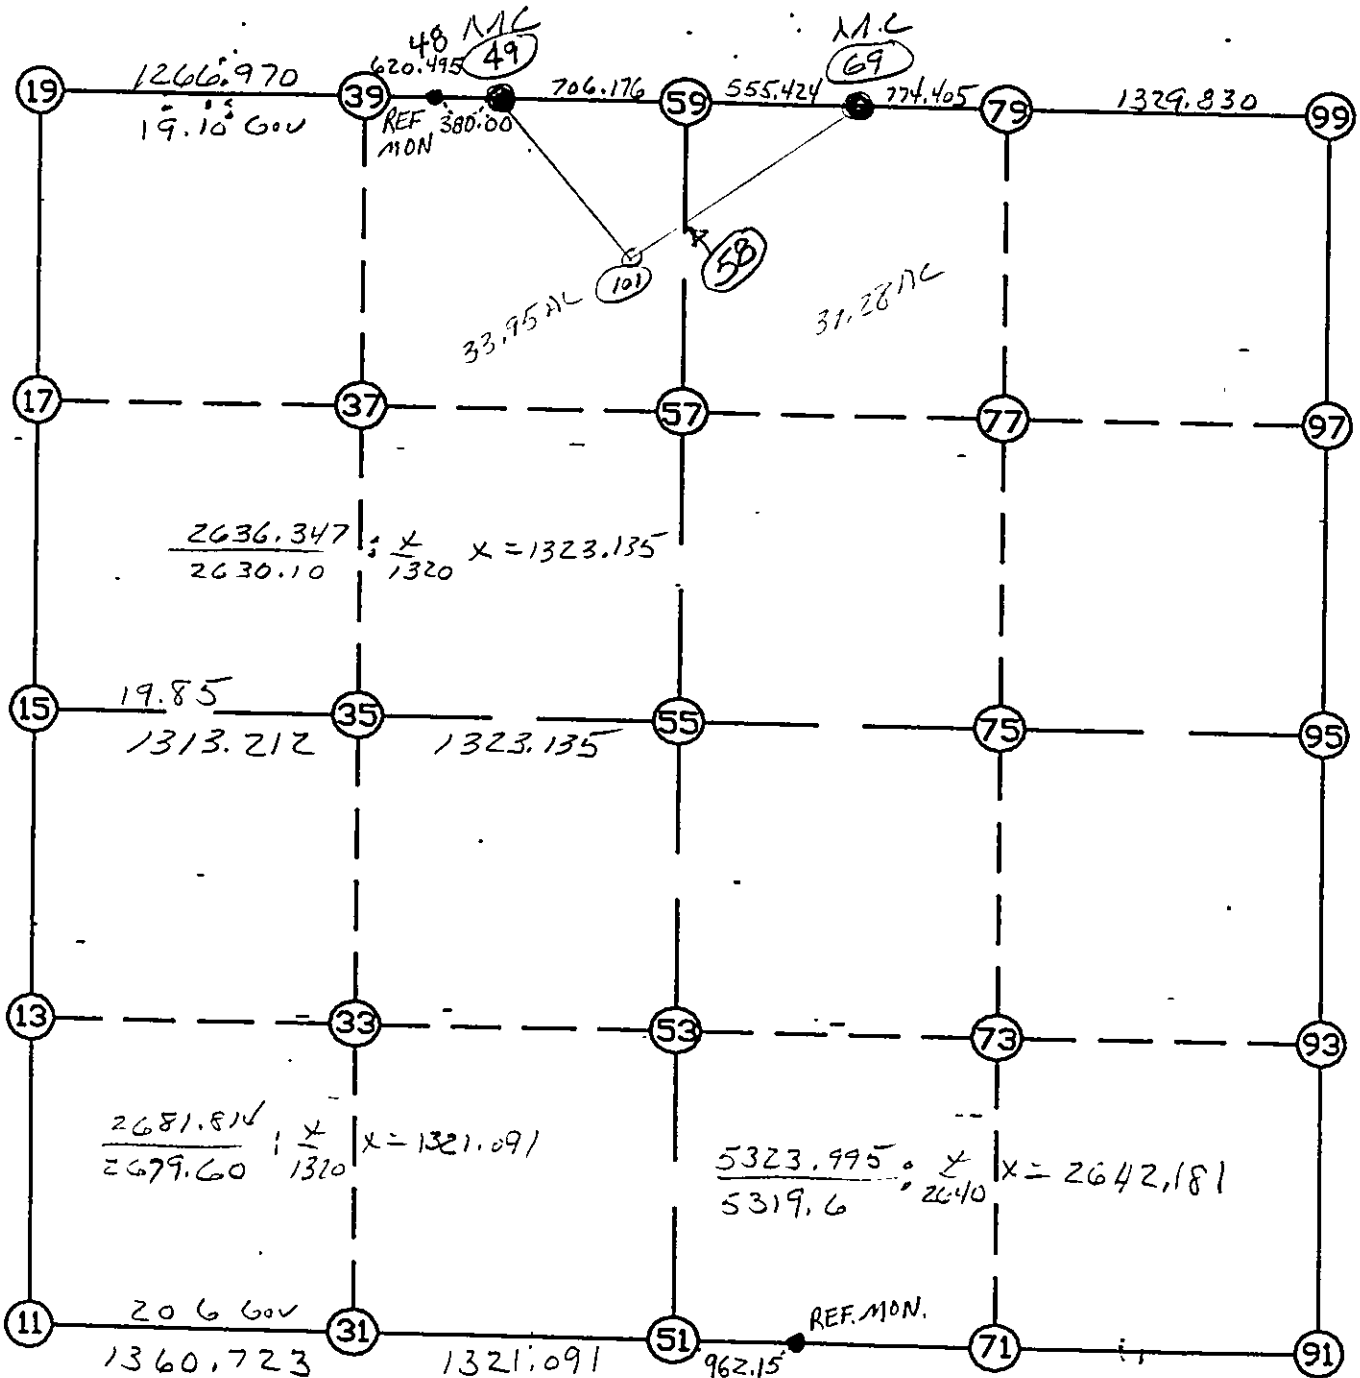 48 M.C M.C
19 1266.970 39 620.495 49 706.176 59 555.424 69 774.405 79 1329.830 99
19.10 GOV REF MON 380.00
58
101
33.95 AC 37.28 AC
17 37 57 77 97
2636.347 : x x = 1323.135
2630.10 1320
15 19.85 35 55 75 95
1313.212 1323.135
13 33 53 73 93
2681.814 : x x = 1321.091
2679.60 1320
5323.995 : x x = 2642,181
5319.6 2640
11 20 6 GOV 31 51 REF. MON. 71 91
1360.723 1321.091 962.15